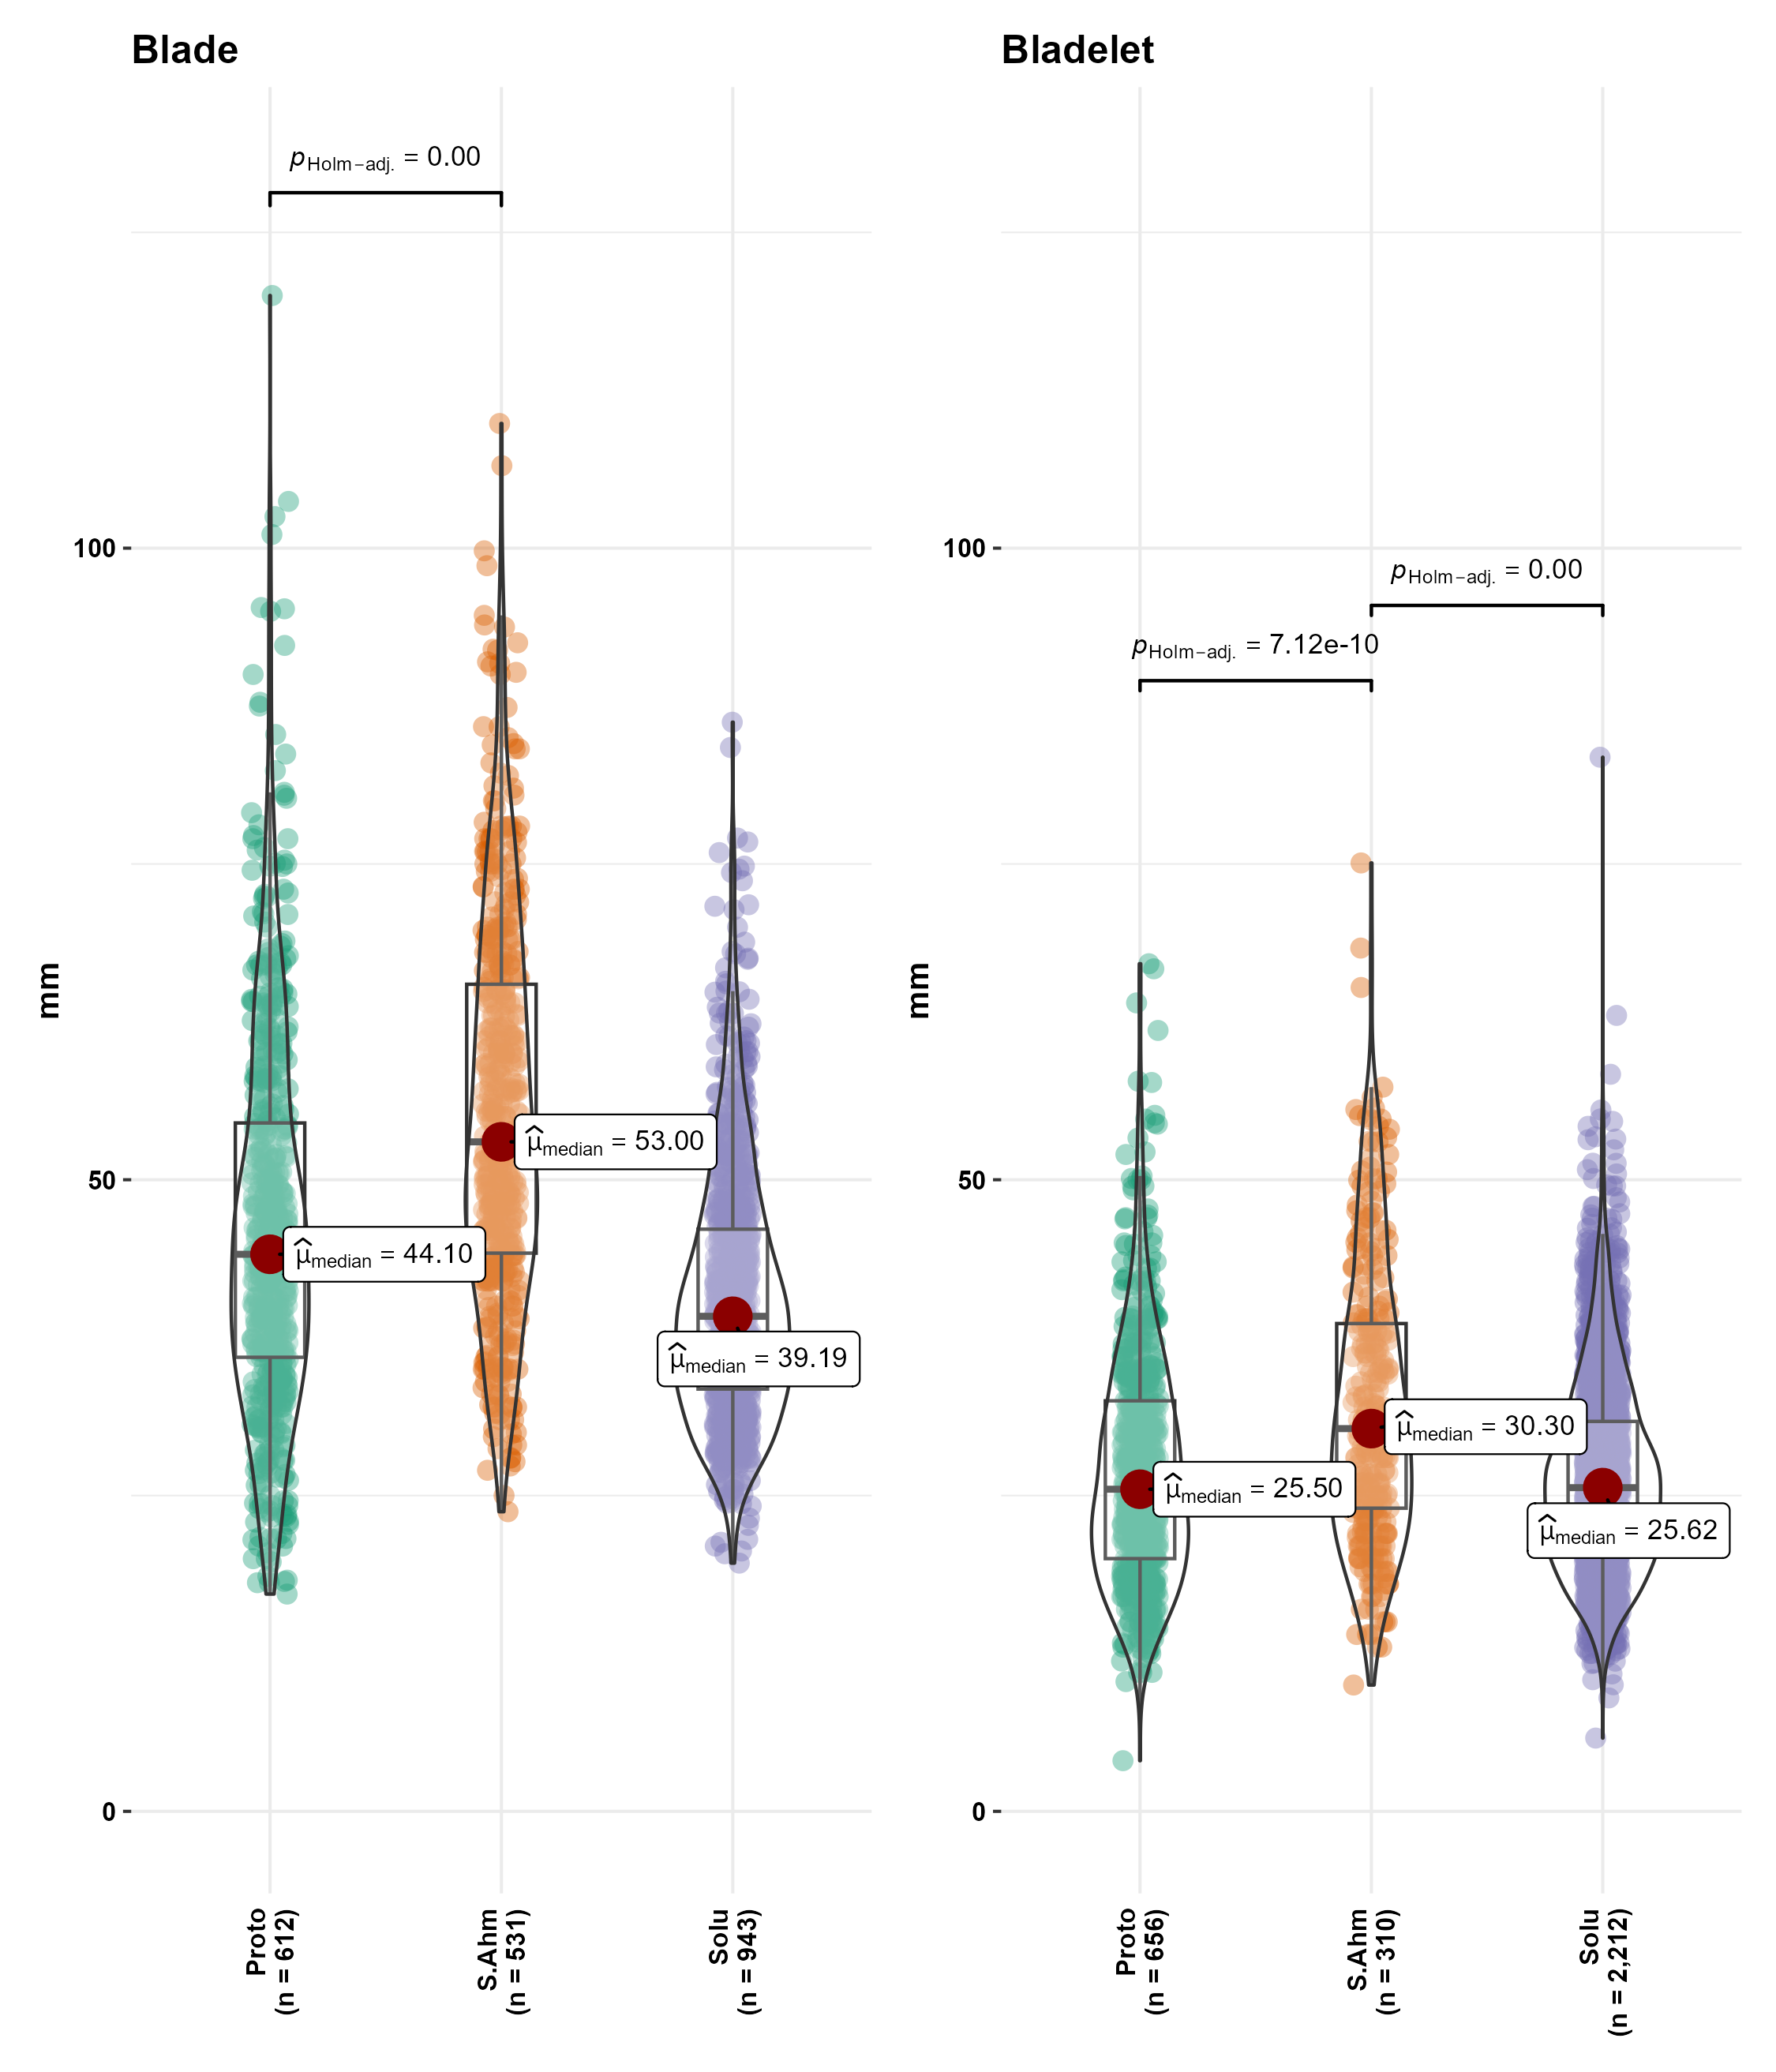 Blade
p Holm−adj. = 0.00
100
50
0
mm
μ̂ median = 44.10
μ̂ median = 53.00
μ̂ median = 39.19
Proto
(n = 612)
S.Ahm
(n = 531)
Solu
(n = 943)
Bladelet
p Holm−adj. = 0.00
p Holm−adj. = 7.12e-10
100
50
0
mm
μ̂ median = 25.50
μ̂ median = 30.30
μ̂ median = 25.62
Proto
(n = 656)
S.Ahm
(n = 310)
Solu
(n = 2,212)